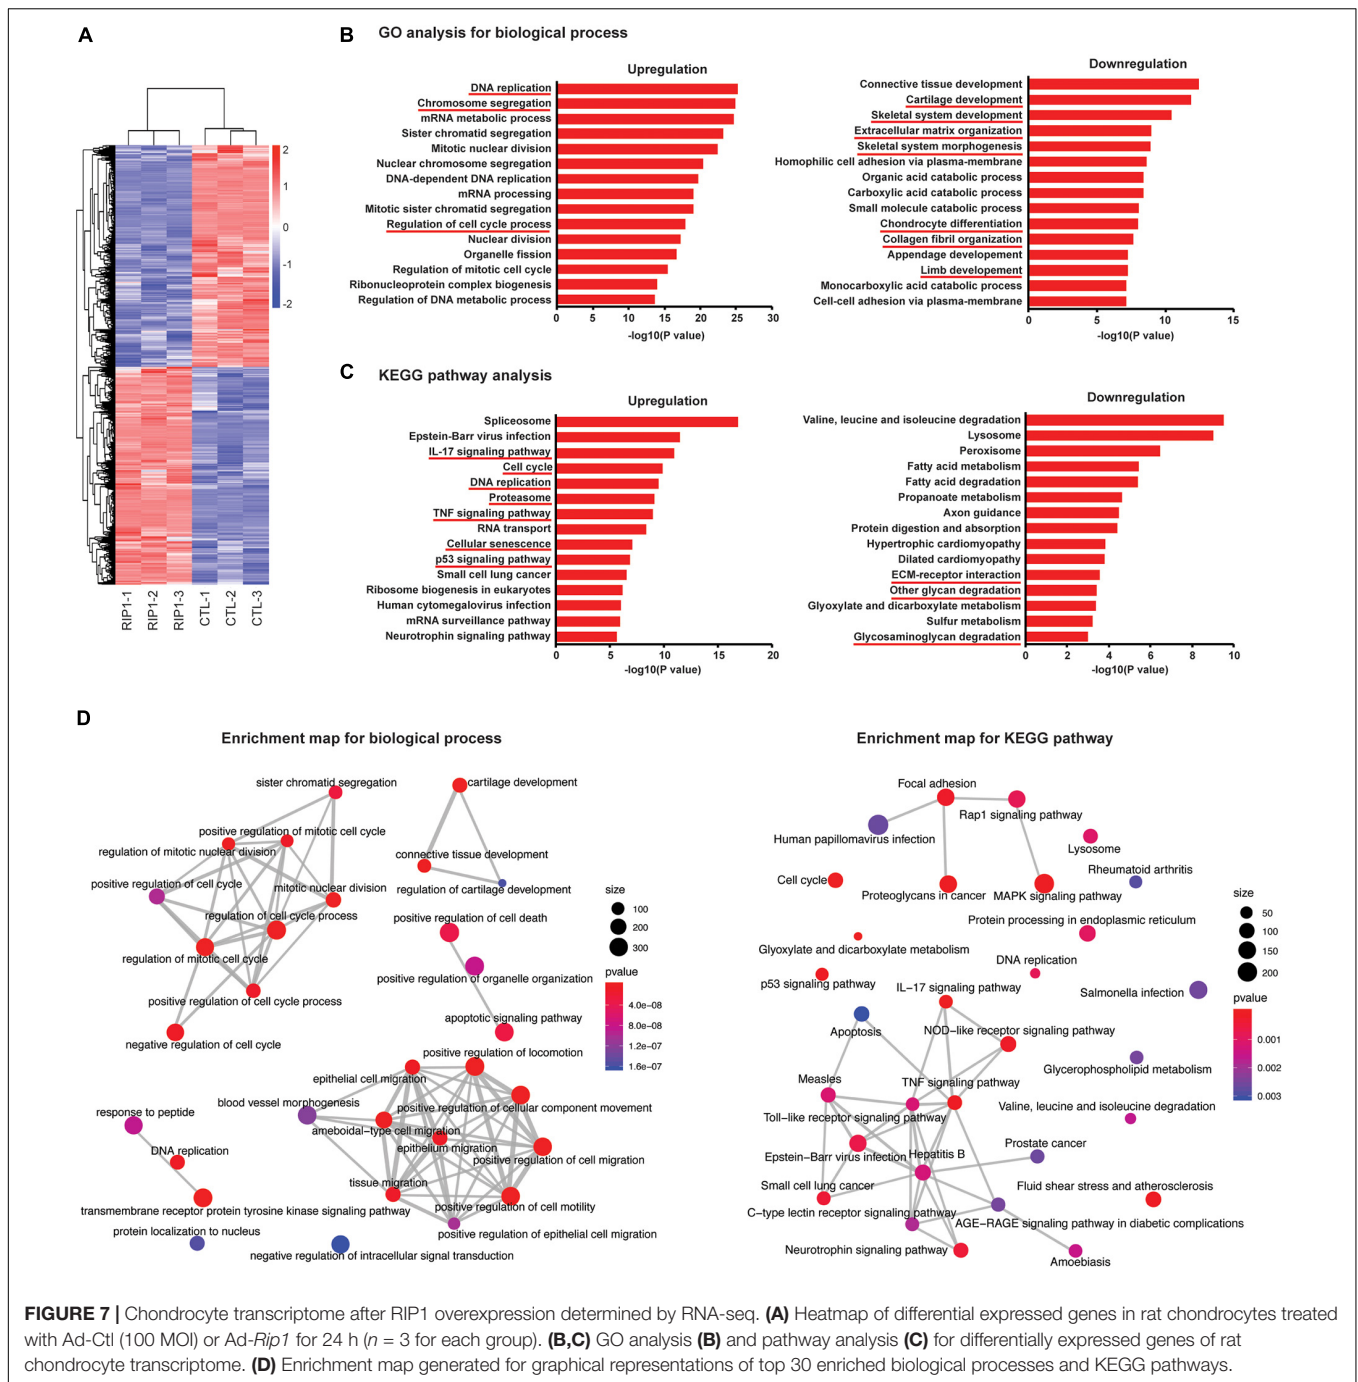 A
2
1
0
-1
-2
RIP1-1
RIP1-2
RIP1-3
CTL-1
CTL-2
CTL-3
B
GO analysis for biological process
Upregulation
DNA replication
Chromosome segregation
mRNA metabolic process
Sister chromatid segregation
Mitotic nuclear division
Nuclear chromosome segregation
DNA-dependent DNA replication
mRNA processing
Mitotic sister chromatid segregation
Regulation of cell cycle process
Nuclear division
Organelle fission
Regulation of mitotic cell cycle
Ribonucleoprotein complex biogenesis
Regulation of DNA metabolic process
0 5 10 15 20 25 30
-log10(P value)
Downregulation
Connective tissue development
Cartilage development
Skeletal system development
Extracellular matrix organization
Skeletal system morphogenesis
Homophilic cell adhesion via plasma-membrane
Organic acid catabolic process
Carboxylic acid catabolic process
Small molecule catabolic process
Chondrocyte differentiation
Collagen fibril organization
Appendage developement
Limb developement
Monocarboxylic acid catabolic process
Cell-cell adhesion via plasma-membrane
0 5 10 15
-log10(P value)
C
KEGG pathway analysis
Upregulation
Spliceosome
Epstein-Barr virus infection
IL-17 signaling pathway
Cell cycle
DNA replication
Proteasome
TNF signaling pathway
RNA transport
Cellular senescence
p53 signaling pathway
Small cell lung cancer
Ribosome biogenesis in eukaryotes
Human cytomegalovirus infection
mRNA surveillance pathway
Neurotrophin signaling pathway
0 5 10 15 20
-log10(P value)
Downregulation
Valine, leucine and isoleucine degradation
Lysosome
Peroxisome
Fatty acid metabolism
Fatty acid degradation
Propanoate metabolism
Axon guidance
Protein digestion and absorption
Hypertrophic cardiomyopathy
Dilated cardiomyopathy
ECM-receptor interaction
Other glycan degradation
Glyoxylate and dicarboxylate metabolism
Sulfur metabolism
Glycosaminoglycan degradation
0 2 4 6 8 10
-log10(P value)
D
Enrichment map for biological process
sister chromatid segregation
cartilage development
positive regulation of mitotic cell cycle
regulation of mitotic nuclear division
connective tissue development
positive regulation of cell cycle
mitotic nuclear division
regulation of cartilage development
regulation of cell cycle process
positive regulation of cell death
regulation of mitotic cell cycle
positive regulation of organelle organization
positive regulation of cell cycle process
apoptotic signaling pathway
negative regulation of cell cycle
positive regulation of locomotion
epithelial cell migration
blood vessel morphogenesis
positive regulation of cellular component movement
response to peptide
ameboidal−type cell migration
epithelium migration
DNA replication
positive regulation of cell migration
tissue migration
transmembrane receptor protein tyrosine kinase signaling pathway
positive regulation of cell motility
protein localization to nucleus
positive regulation of epithelial cell migration
negative regulation of intracellular signal transduction
size
100
200
300
pvalue
4.0e−08
8.0e−08
1.2e−07
1.6e−07
Enrichment map for KEGG pathway
Focal adhesion
Rap1 signaling pathway
Human papillomavirus infection
Lysosome
Rheumatoid arthritis
Cell cycle
Proteoglycans in cancer
MAPK signaling pathway
Protein processing in endoplasmic reticulum
Glyoxylate and dicarboxylate metabolism
DNA replication
p53 signaling pathway
IL−17 signaling pathway
Salmonella infection
Apoptosis
NOD−like receptor signaling pathway
Glycerophospholipid metabolism
Measles
TNF signaling pathway
Valine, leucine and isoleucine degradation
Toll−like receptor signaling pathway
Prostate cancer
Epstein−Barr virus infection
Hepatitis B
Small cell lung cancer
Fluid shear stress and atherosclerosis
C−type lectin receptor signaling pathway
AGE−RAGE signaling pathway in diabetic complications
Neurotrophin signaling pathway
Amoebiasis
size
50
100
150
200
pvalue
0.001
0.002
0.003
FIGURE 7 | Chondrocyte transcriptome after RIP1 overexpression determined by RNA-seq. (A) Heatmap of differential expressed genes in rat chondrocytes treated
with Ad-Ctl (100 MOI) or Ad-Rip1 for 24 h (n = 3 for each group). (B,C) GO analysis (B) and pathway analysis (C) for differentially expressed genes of rat
chondrocyte transcriptome. (D) Enrichment map generated for graphical representations of top 30 enriched biological processes and KEGG pathways.